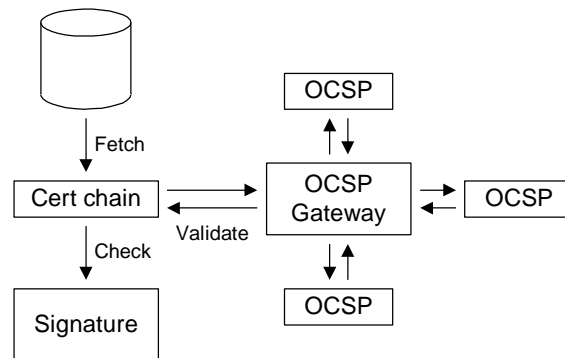 OCSP
Fetch
Cert chain
OCSP
Gateway
OCSP
Validate
Check
Signature
OCSP